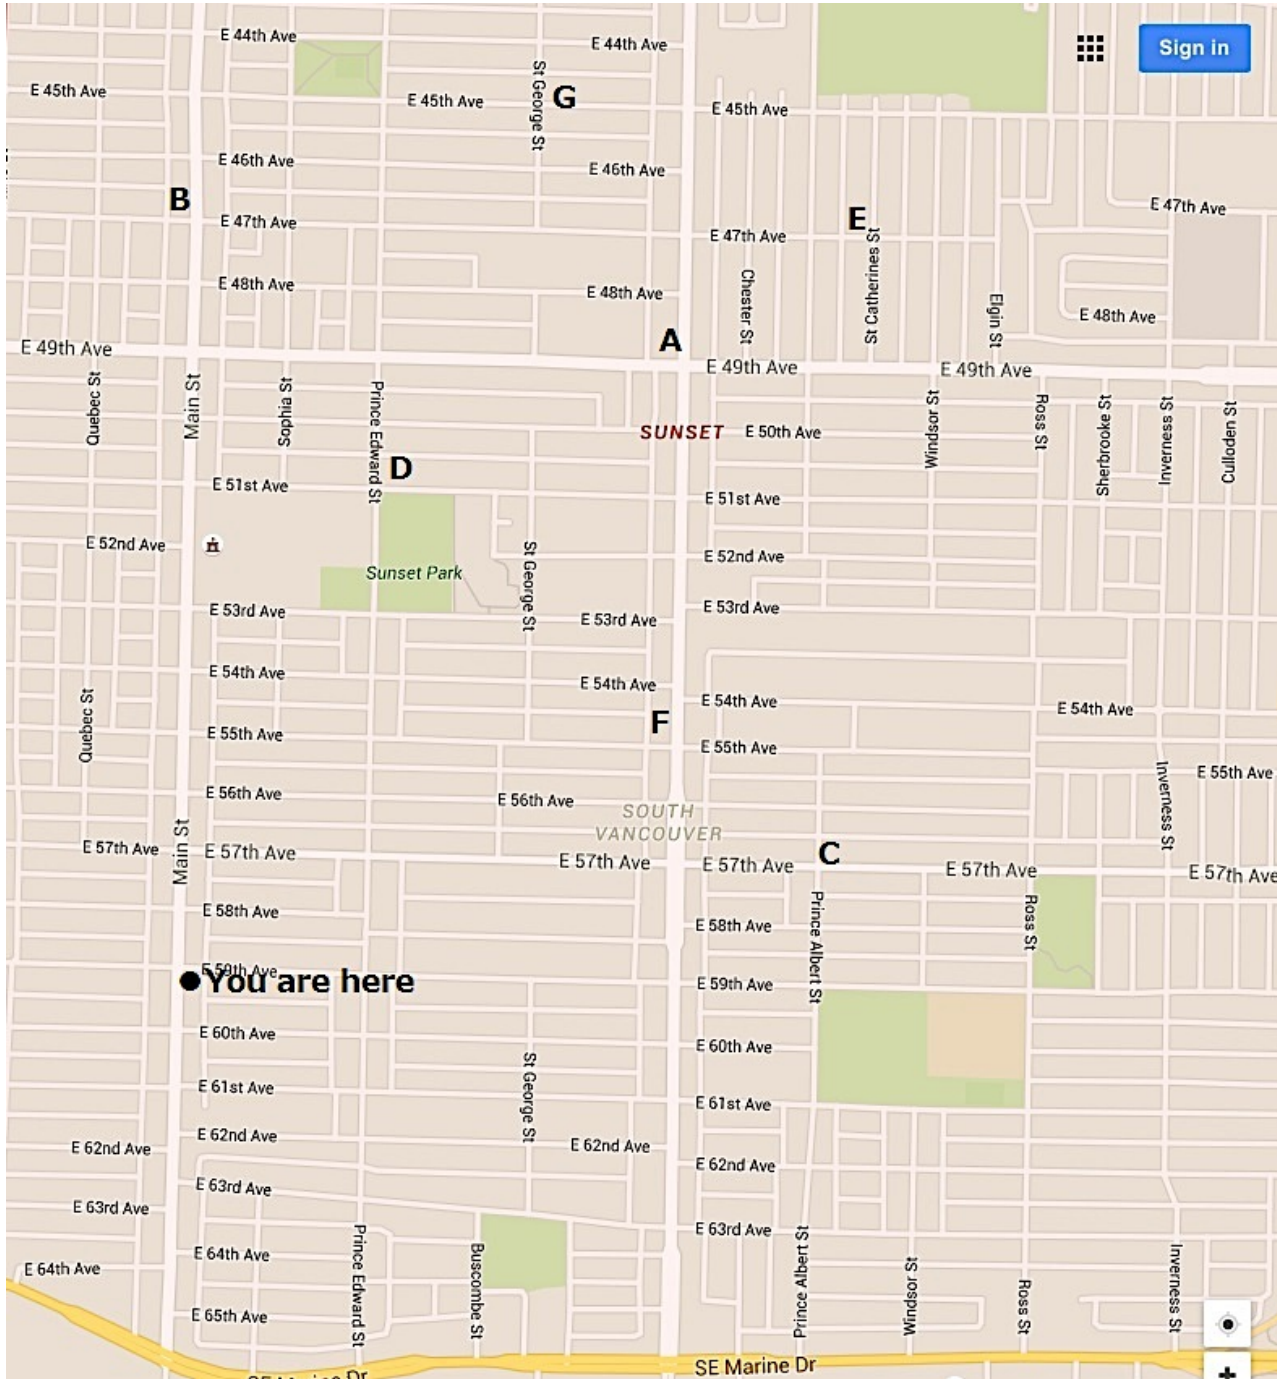 E 44th Ave
E 44th Ave
Sign in
E 45th Ave
E 45th Ave
St George St
G
E 45th Ave
E 46th Ave
E 46th Ave
B
E 47th Ave
E 47th Ave
E
E 47th Ave
St Catherines St
E 48th Ave
E 48th Ave
Chester St
Elgin St
E 48th Ave
E 49th Ave
A
E 49th Ave
E 49th Ave
Quebec St
Main St
Sophia St
Prince Edward St
SUNSET
E 50th Ave
Windsor St
Ross St
Sherbrooke St
Inverness St
Culloden St
D
E 51st Ave
E 51st Ave
E 52nd Ave
St George St
E 52nd Ave
Sunset Park
E 53rd Ave
E 53rd Ave
E 53rd Ave
E 54th Ave
E 54th Ave
E 54th Ave
E 54th Ave
Quebec St
E 55th Ave
F
E 55th Ave
Inverness St
E 55th Ave
E 56th Ave
E 56th Ave
SOUTH
VANCOUVER
E 57th Ave
Main St
E 57th Ave
E 57th Ave
E 57th Ave
C
E 57th Ave
E 57th Ave
E 58th Ave
E 58th Ave
Prince Albert St
Ross St
E 59th Ave
You are here
E 59th Ave
E 60th Ave
E 60th Ave
E 61st Ave
St George St
E 61st Ave
E 62nd Ave
E 62nd Ave
E 62nd Ave
E 62nd Ave
E 63rd Ave
E 63rd Ave
E 63rd Ave
E 64th Ave
E 64th Ave
Prince Edward St
Buscombe St
Prince Albert St
Windsor St
Ross St
Inverness St
E 65th Ave
SE Marine Dr
SE Marine Dr